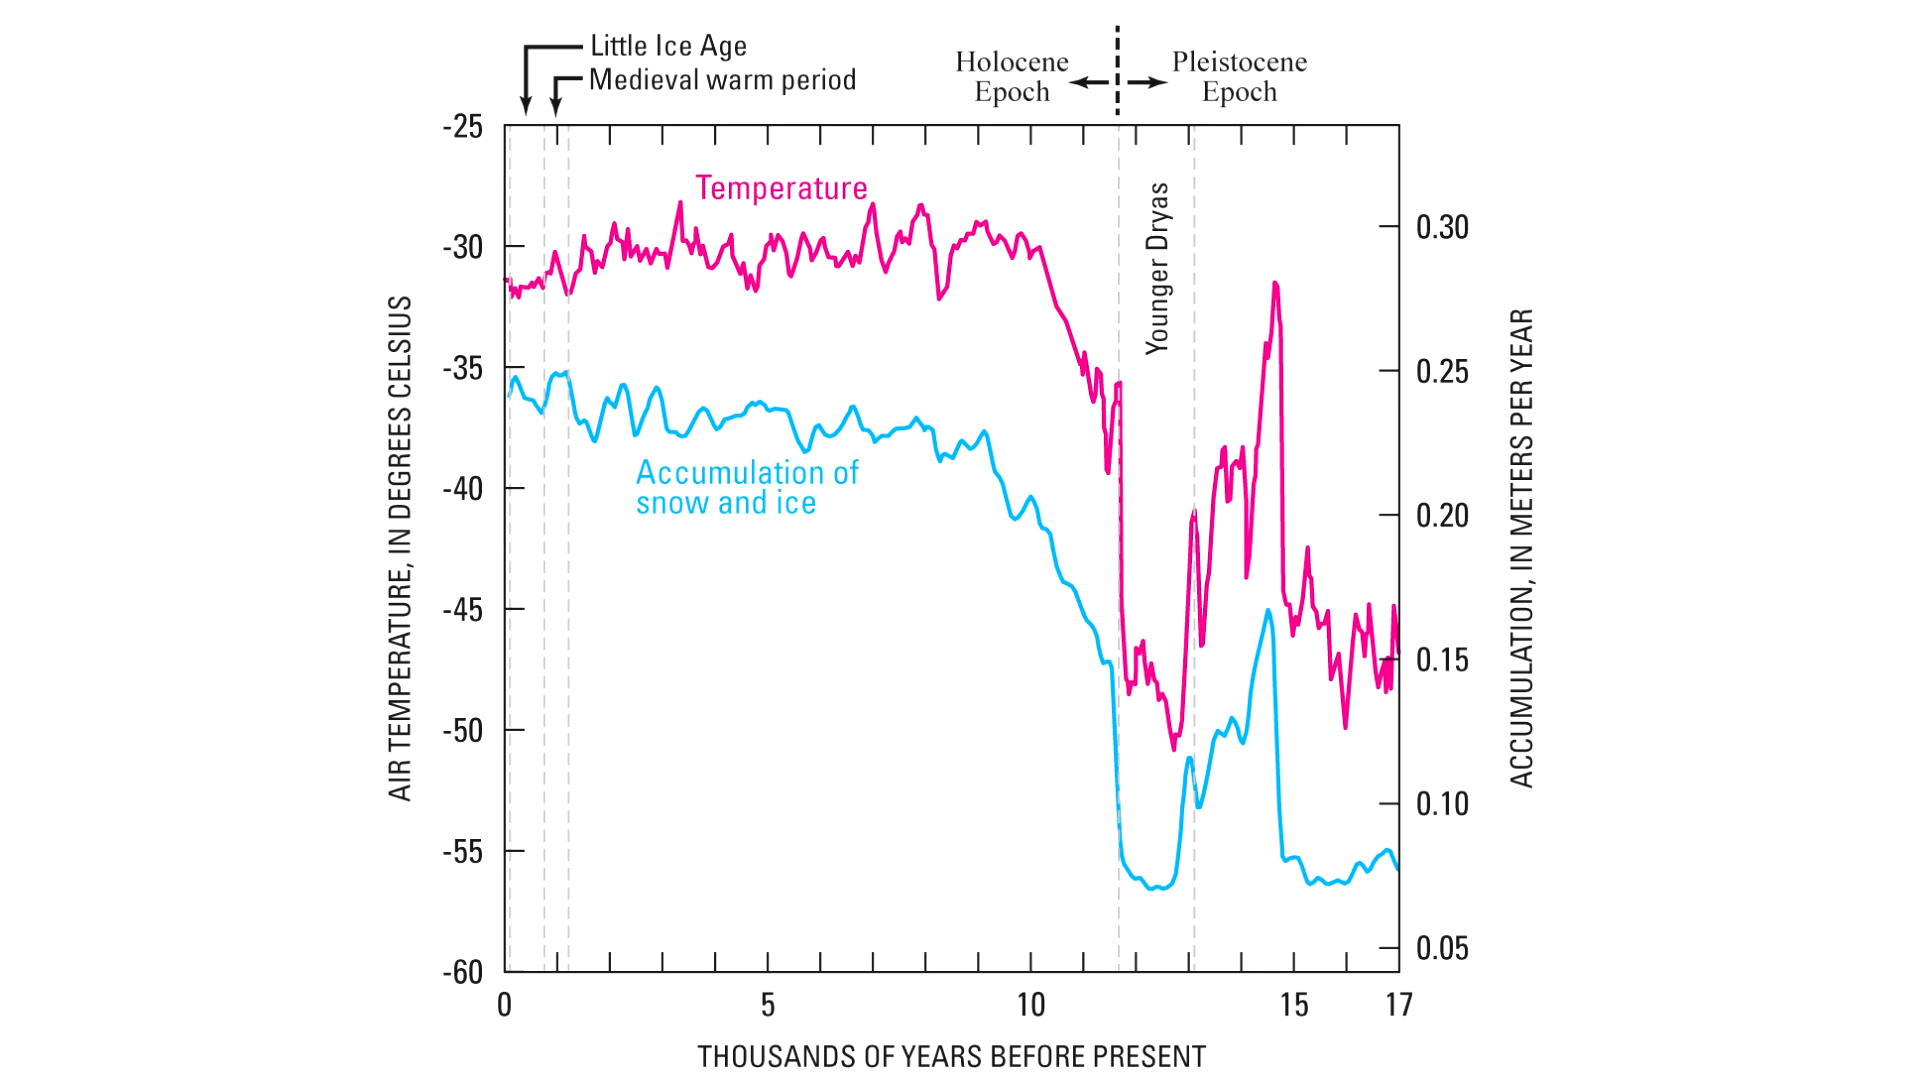 Little Ice Age
Medieval warm period
Holocene
Epoch
Pleistocene
Epoch
-25
-30
-35
-40
-45
-50
-55
-60
AIR TEMPERATURE, IN DEGREES CELSIUS
Temperature
Younger Dryas
Accumulation of
snow and ice
0.30
0.25
0.20
0.15
0.10
0.05
ACCUMULATION, IN METERS PER YEAR
0 5 10 15 17
THOUSANDS OF YEARS BEFORE PRESENT